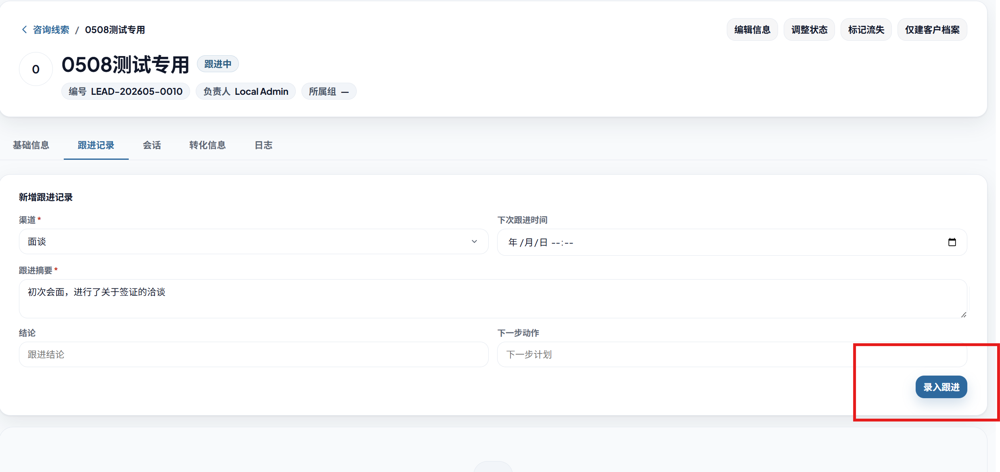 咨询线索 / 0508测试专用
编辑信息 调整状态 标记流失 仅建客户档案
0
0508测试专用 跟进中
编号 LEAD-202605-0010 负责人 Local Admin 所属组 —
基础信息 跟进记录 会话 转化信息 日志
新增跟进记录
渠道 * 下次跟进时间
面谈 年 /月/日 --:--
跟进摘要 *
初次会面，进行了关于签证的洽谈
结论 下一步动作
跟进结论 下一步计划
录入跟进